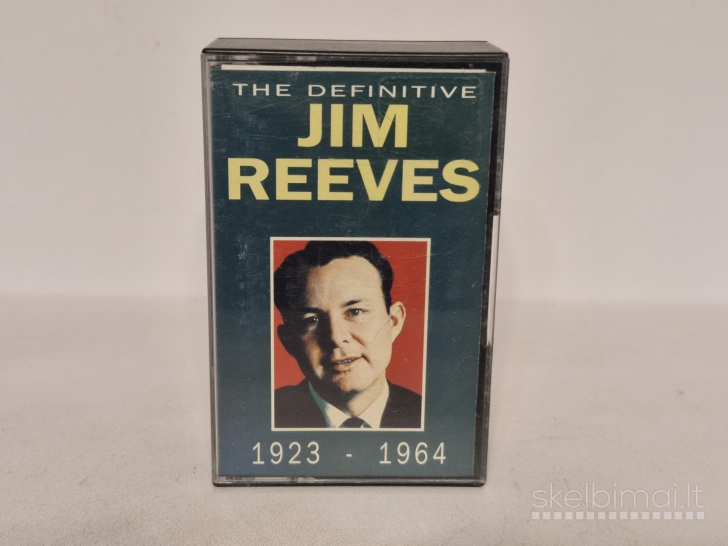 THE DEFINITIVE
JIM
REEVES
1923 - 1964
skelbimai.lt